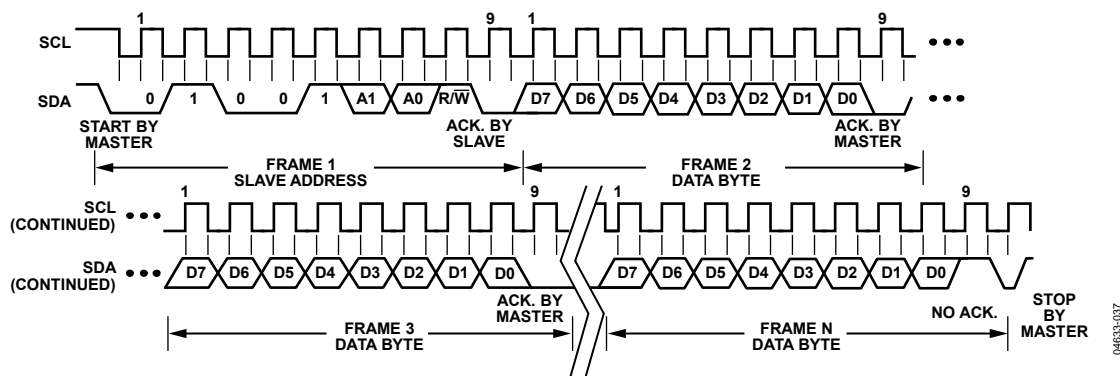 1 9 1 9
SCL
SDA 0 1 0 0 1 A1 A0 R/W̅ D7 D6 D5 D4 D3 D2 D1 D0
START BY MASTER
ACK. BY SLAVE
ACK. BY MASTER
FRAME 1
SLAVE ADDRESS
FRAME 2
DATA BYTE
1 9 1 9
SCL
(CONTINUED)
SDA
(CONTINUED)
D7 D6 D5 D4 D3 D2 D1 D0 D7 D6 D5 D4 D3 D2 D1 D0
ACK. BY
MASTER
NO ACK.
STOP
BY
MASTER
FRAME 3
DATA BYTE
FRAME N
DATA BYTE
04633-037